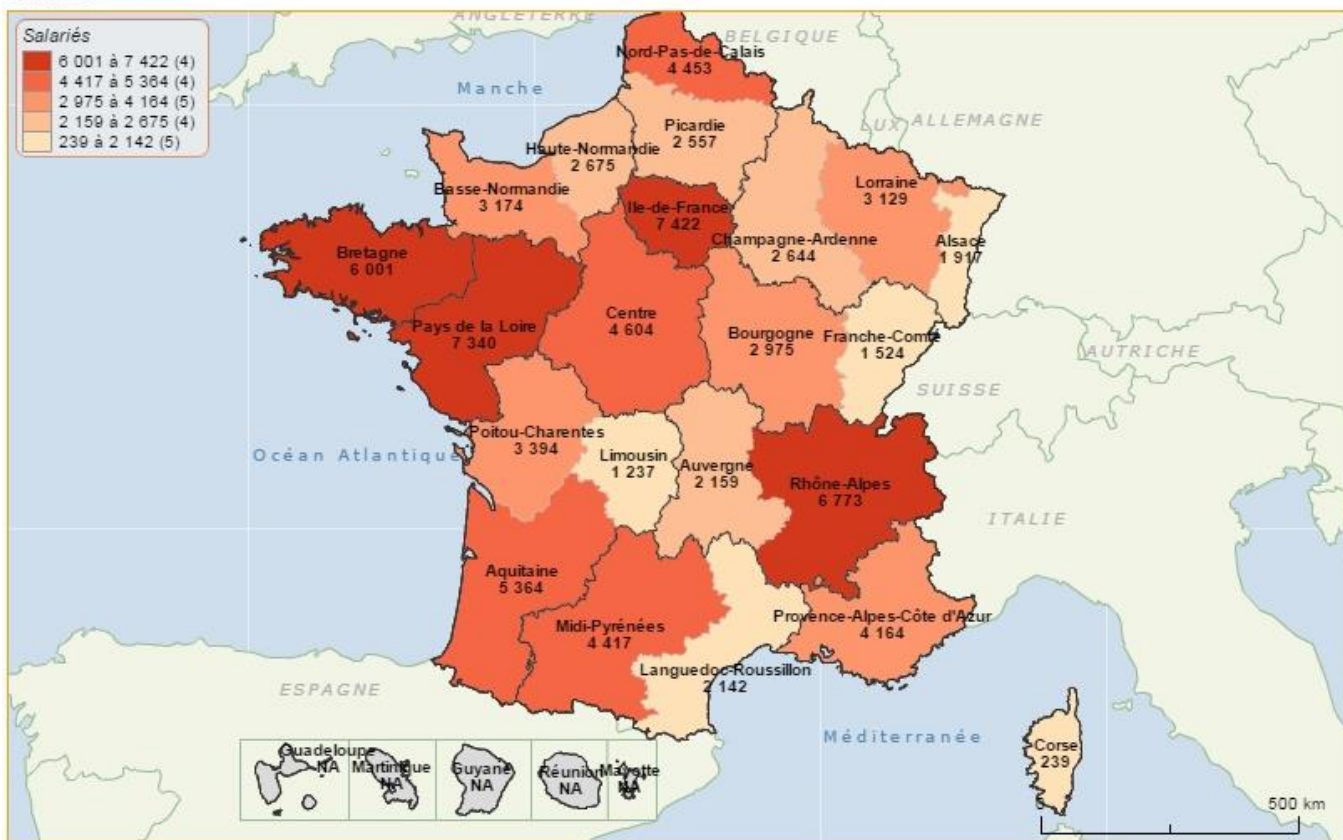 Salariés
6 001 à 7 422 (4)
4 417 à 5 364 (4)
2 975 à 4 164 (5)
2 159 à 2 675 (4)
239 à 2 142 (5)
ANGLETERRE
BELGIQUE
Nord-Pas-de-Calais
4 453
Manche
LUX
ALLEMAGNE
Picardie
2 557
Haute-Normandie
2 675
Basse-Normandie
3 174
Lorraine
3 129
Ile-de-France
7 422
Champagne-Ardenne
2 644
Alsace
1 917
Bretagne
6 001
Pays de la Loire
7 340
Centre
4 604
Bourgogne
2 975
Franche-Comté
1 524
AUTRICHE
SUISSE
Océan Atlantique
Poitou-Charentes
3 394
Limousin
1 237
Auvergne
2 159
Rhône-Alpes
6 773
ITALIE
Aquitaine
5 364
Midi-Pyrénées
4 417
Provence-Alpes-Côte d'Azur
4 164
Languedoc-Roussillon
2 142
ESPAGNE
Méditerranée
Corse
239
Guadeloupe
NA
Martinique
NA
Guyane
NA
Réunion
NA
Mayotte
NA
0
500 km